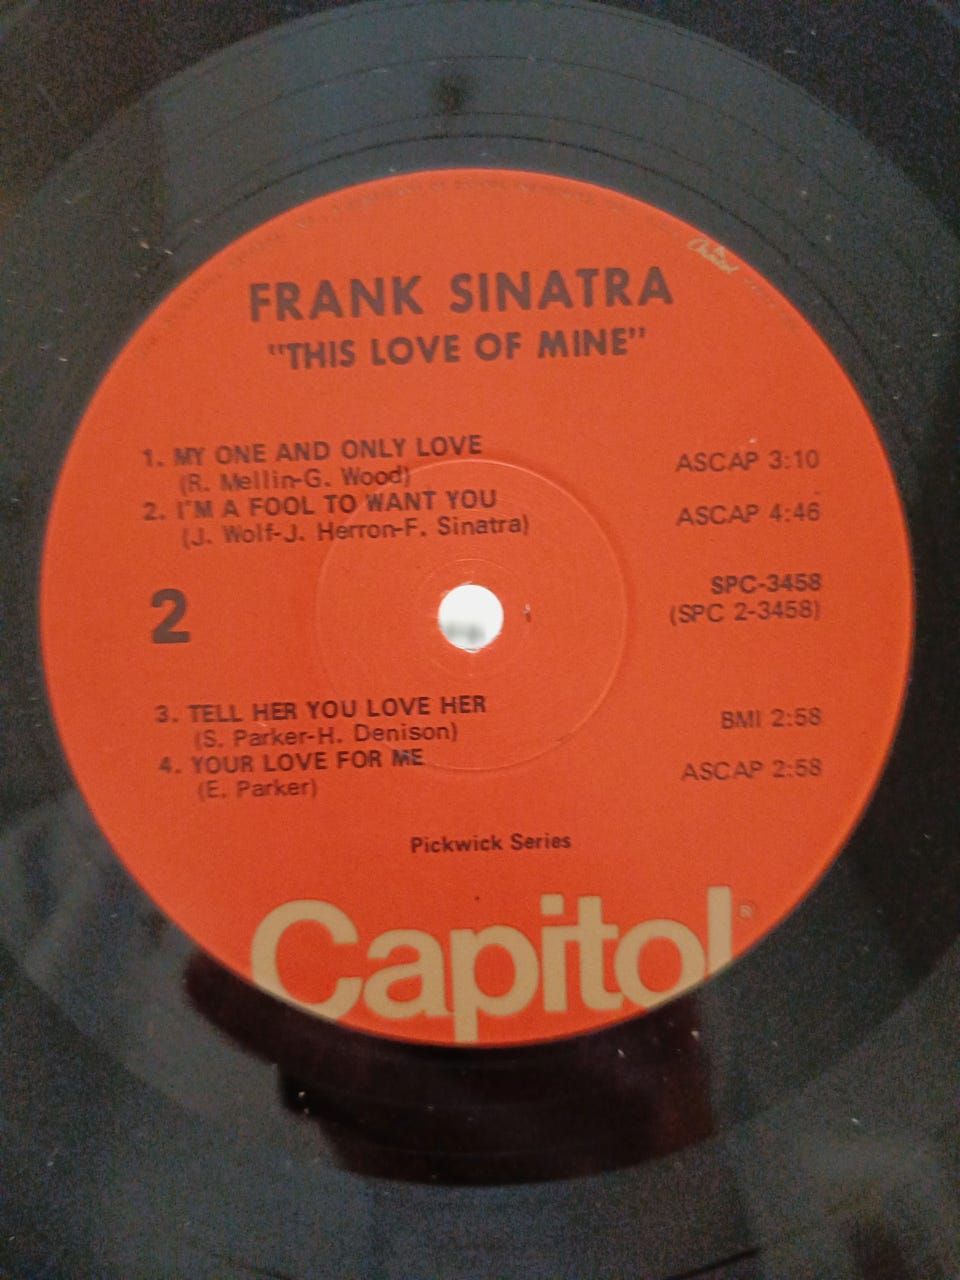 Capitol
FRANK SINATRA
"THIS LOVE OF MINE"
1. MY ONE AND ONLY LOVE ASCAP 3:10
(R. Mellin-G. Wood)
2. I'M A FOOL TO WANT YOU ASCAP 4:46
(J. Wolf-J. Herron-F. Sinatra)
2
SPC-3458
(SPC 2-3458)
3. TELL HER YOU LOVE HER BMI 2:58
(S. Parker-H. Denison)
4. YOUR LOVE FOR ME ASCAP 2:58
(E. Parker)
Pickwick Series
Capitol®